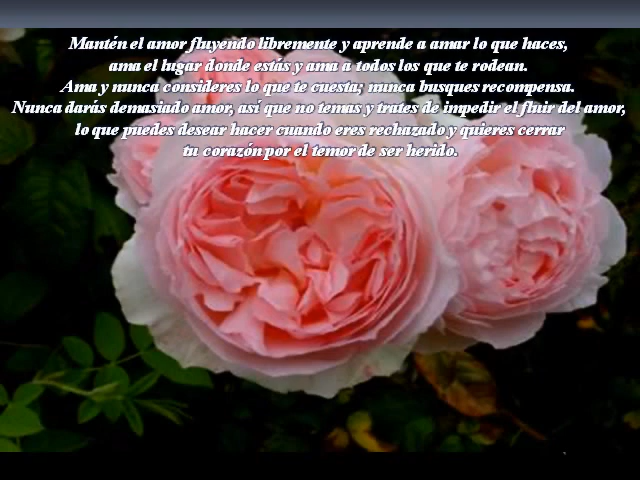 Mantén el amor fluyendo libremente y aprende a amar lo que haces,
ama el lugar donde estás y ama a todos los que te rodean.
Ama y nunca consideres lo que te cuesta; nunca busques recompensa.
Nunca darás demasiado amor, así que no temas y trates de impedir el fluir del amor,
lo que puedes desear hacer cuando eres rechazado y quieres cerrar
tu corazón por el temor de ser herido.